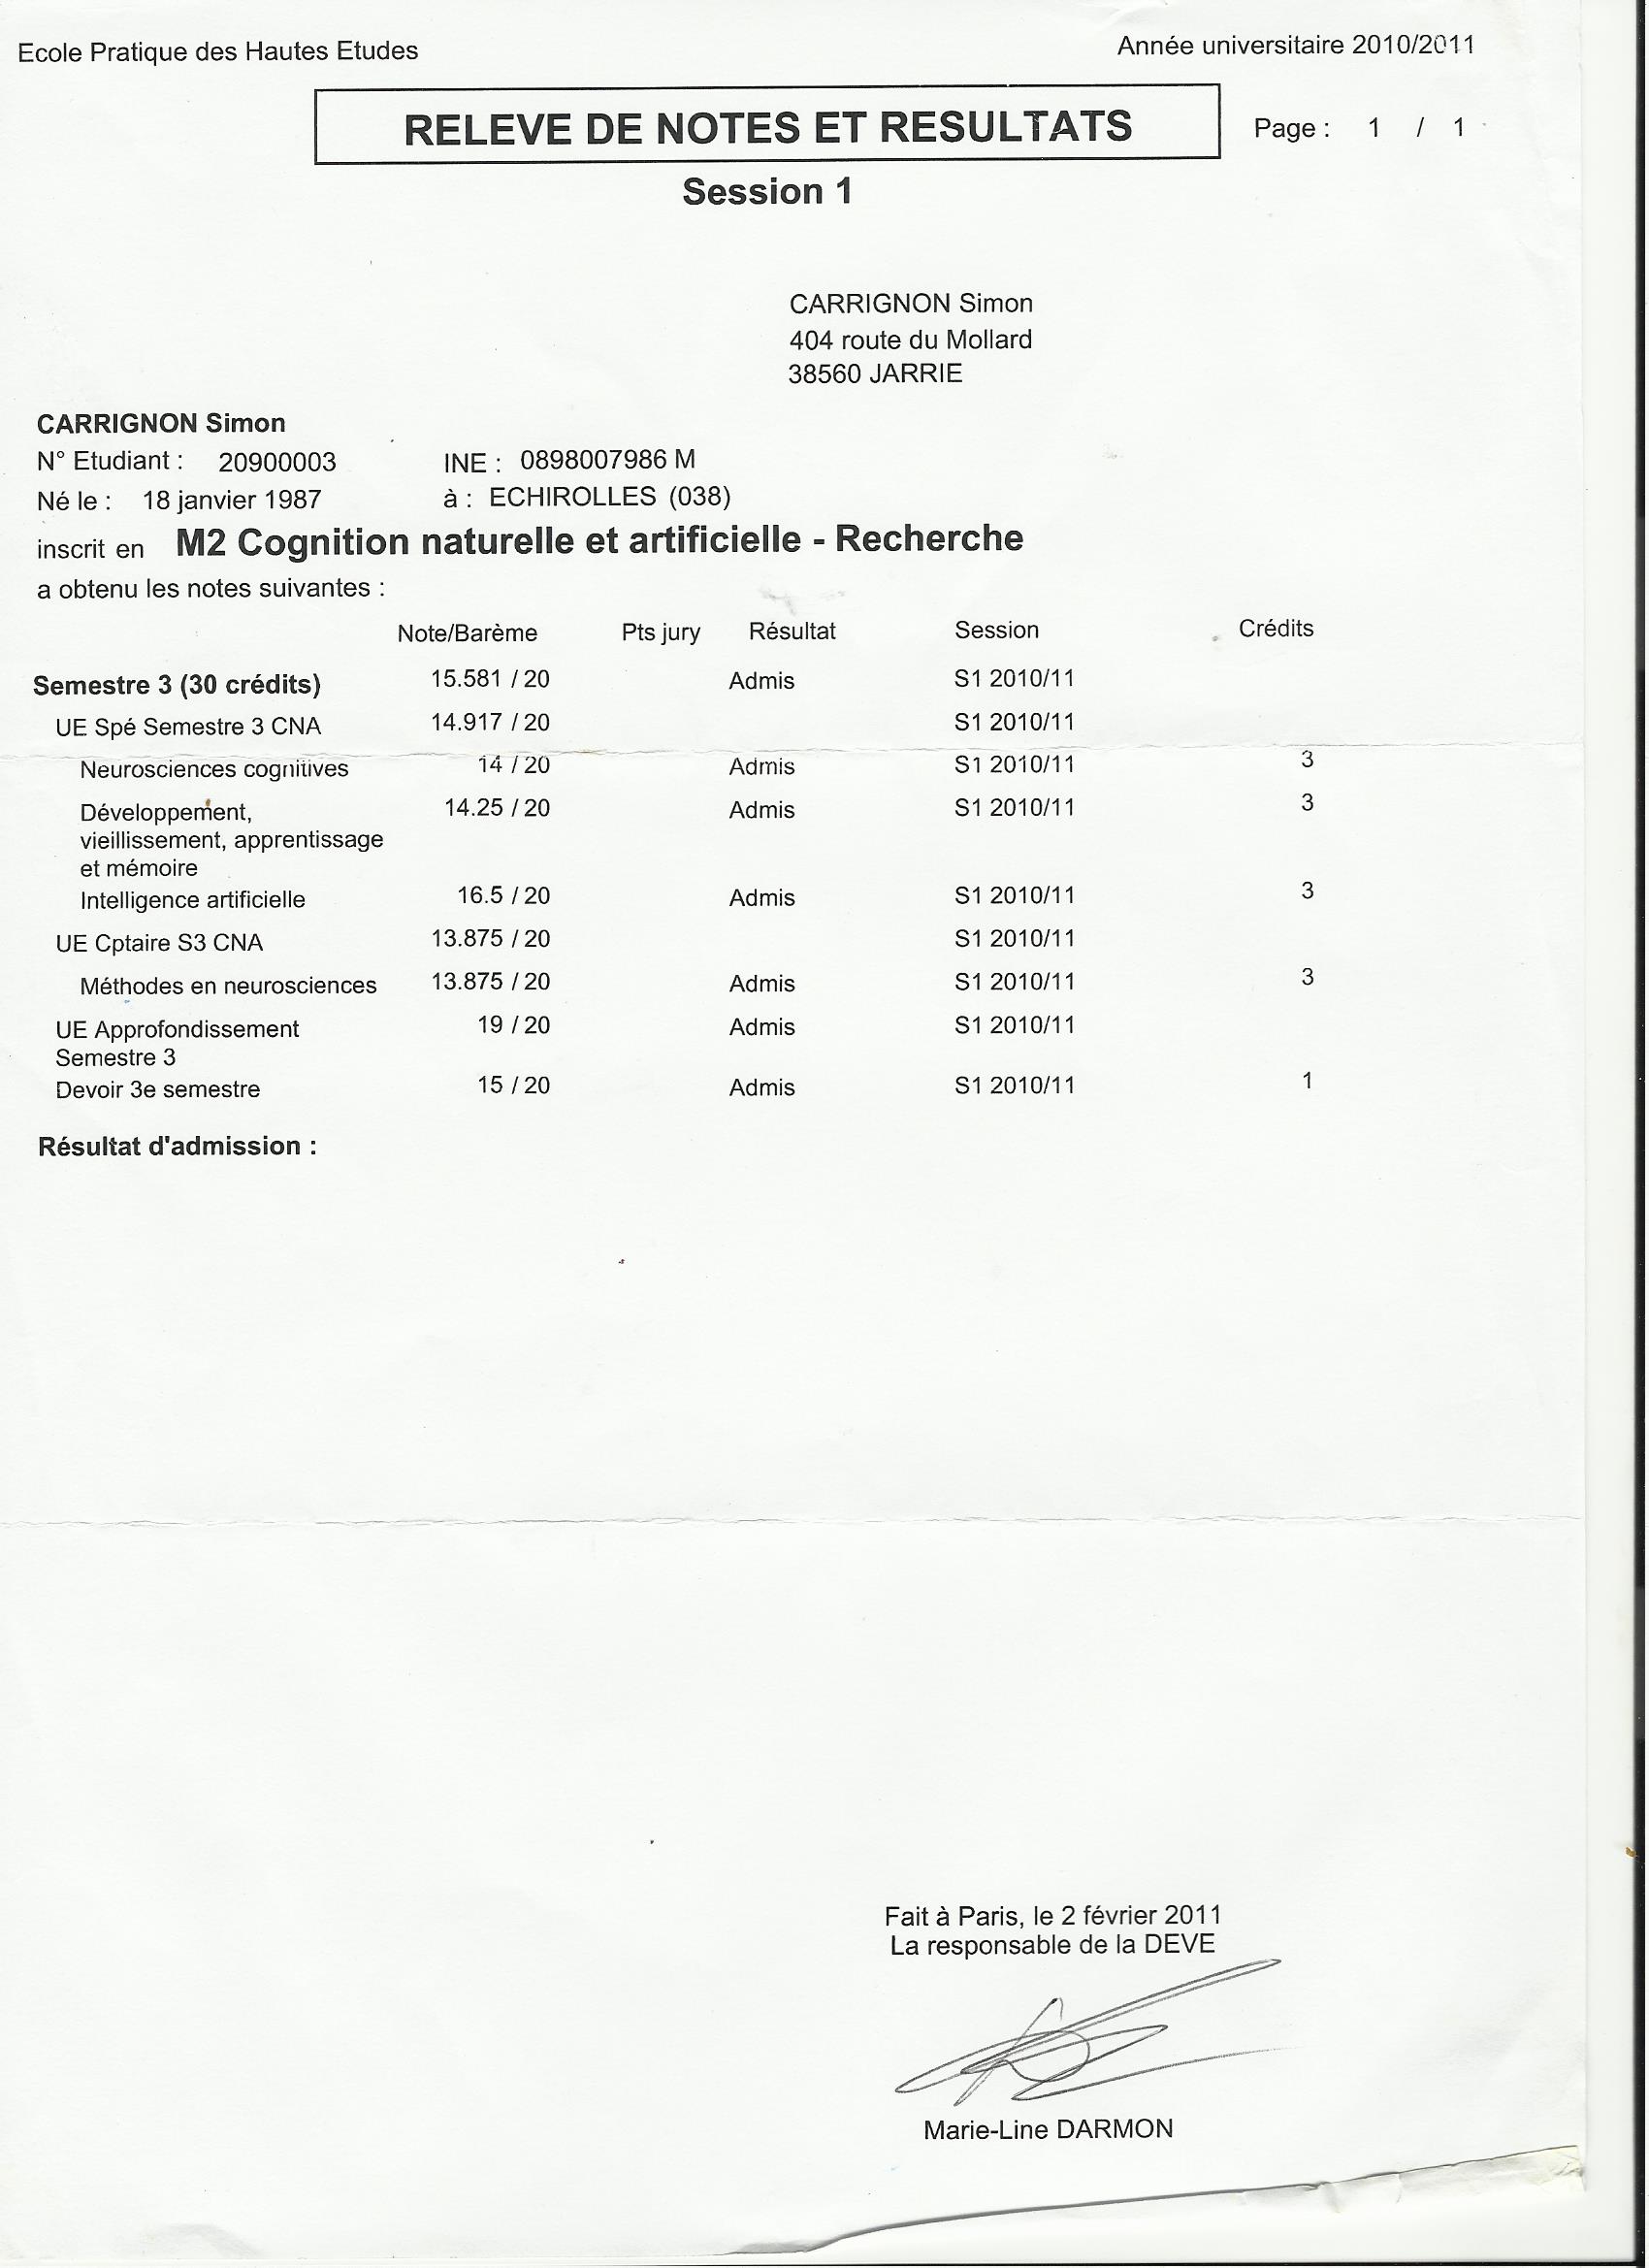 Ecole Pratique des Hautes Etudes
Année universitaire 2010/2011
RELEVE DE NOTES ET RESULTATS
Page : 1 / 1
Session 1
CARRIGNON Simon
404 route du Mollard
38560 JARRIE
CARRIGNON Simon
N° Etudiant : 20900003 INE : 0898007986 M
Né le : 18 janvier 1987 à : ECHIROLLES (038)
inscrit en M2 Cognition naturelle et artificielle - Recherche
a obtenu les notes suivantes :
Note/Barème Pts jury Résultat Session Crédits
Semestre 3 (30 crédits) 15.581 / 20 Admis S1 2010/11
UE Spé Semestre 3 CNA 14.917 / 20 S1 2010/11
Neurosciences cognitives 14 / 20 Admis S1 2010/11 3
Développement, 14.25 / 20 Admis S1 2010/11 3
vieillissement, apprentissage
et mémoire
Intelligence artificielle 16.5 / 20 Admis S1 2010/11 3
UE Cptaire S3 CNA 13.875 / 20 S1 2010/11
Méthodes en neurosciences 13.875 / 20 Admis S1 2010/11 3
UE Approfondissement 19 / 20 Admis S1 2010/11
Semestre 3
Devoir 3e semestre 15 / 20 Admis S1 2010/11 1
Résultat d'admission :
Fait à Paris, le 2 février 2011
La responsable de la DEVE
Marie-Line DARMON